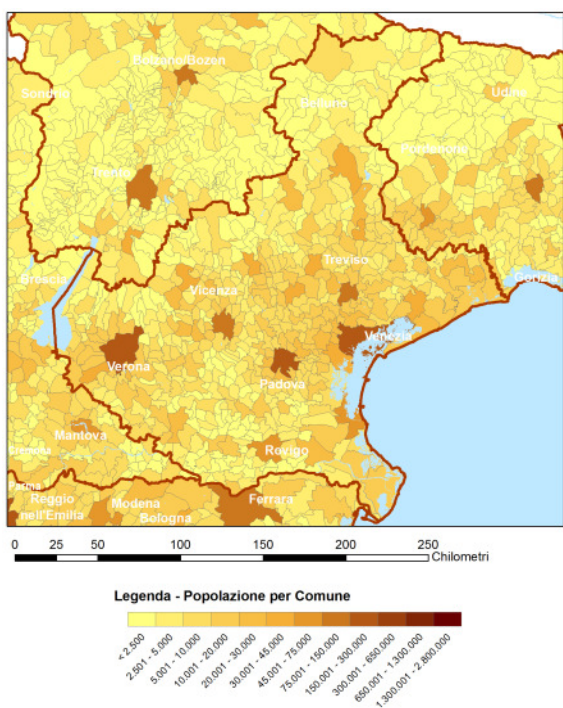 Bolzano/Bozen
Sondrio
Belluno
Udine
Pordenone
Trento
Brescia
Treviso
Gorizia
Vicenza
Venezia
Verona
Padova
Mantova
Cremona
Rovigo
Parma
Reggio
nell'Emilia
Modena
Ferrara
Bologna
0 25 50 100 150 200 250
Chilometri
Legenda - Popolazione per Comune
< 2.500
2.501 - 5.000
5.001 - 10.000
10.001 - 20.000
20.001 - 30.000
30.001 - 45.000
45.001 - 75.000
75.001 - 150.000
150.001 - 300.000
300.001 - 650.000
650.001 - 1.300.000
1.300.001 - 2.800.000